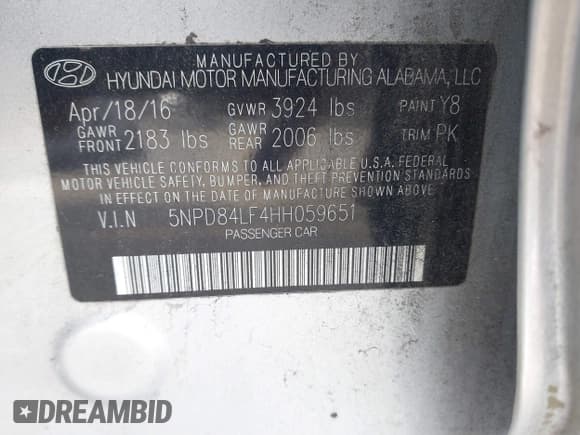 MANUFACTURED BY
HYUNDAI MOTOR MANUFACTURING ALABAMA, LLC
Apr/18/16 GVWR 3924 lbs PAINT Y8
GAWR FRONT 2183 lbs GAWR REAR 2006 lbs TRIM PK
THIS VEHICLE CONFORMS TO ALL APPLICABLE U.S.A. FEDERAL
MOTOR VEHICLE SAFETY, BUMPER, AND THEFT PREVENTION STANDARDS
IN EFFECT ON THE DATE OF MANUFACTURE SHOWN ABOVE.
V.I.N 5NPD84LF4HH059651
PASSENGER CAR
DREAMBID